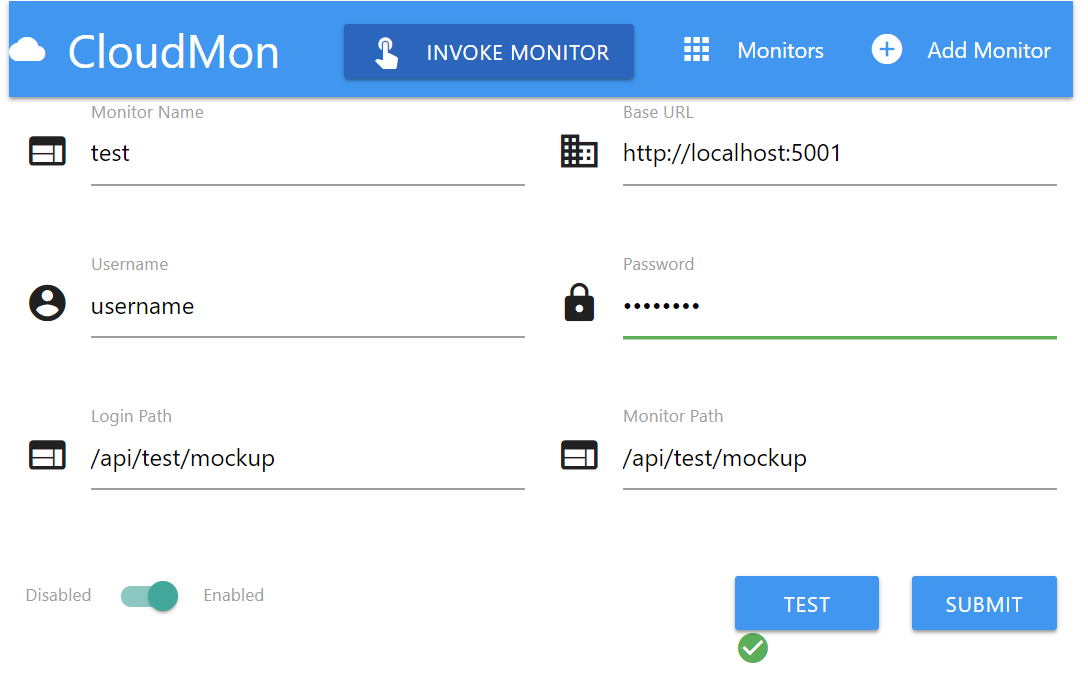 CloudMon
INVOKE MONITOR
Monitors
Add Monitor
Monitor Name
test
Base URL
http://localhost:5001
Username
username
Password
••••••••
Login Path
/api/test/mockup
Monitor Path
/api/test/mockup
Disabled
Enabled
TEST
SUBMIT